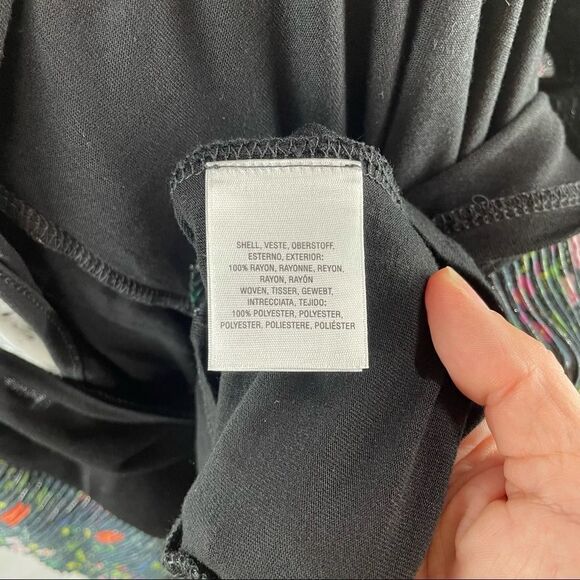 SHELL, VESTE, OBERSTOFF,
ESTERNO, EXTERIOR:
100% RAYON, RAYONNE, REYON,
RAYON, RAYÓN
WOVEN, TISSER, GEWEBT,
INTRECCIATA, TEJIDO:
100% POLYESTER, POLYESTER,
POLYESTER, POLIESTERE, POLIÉSTER